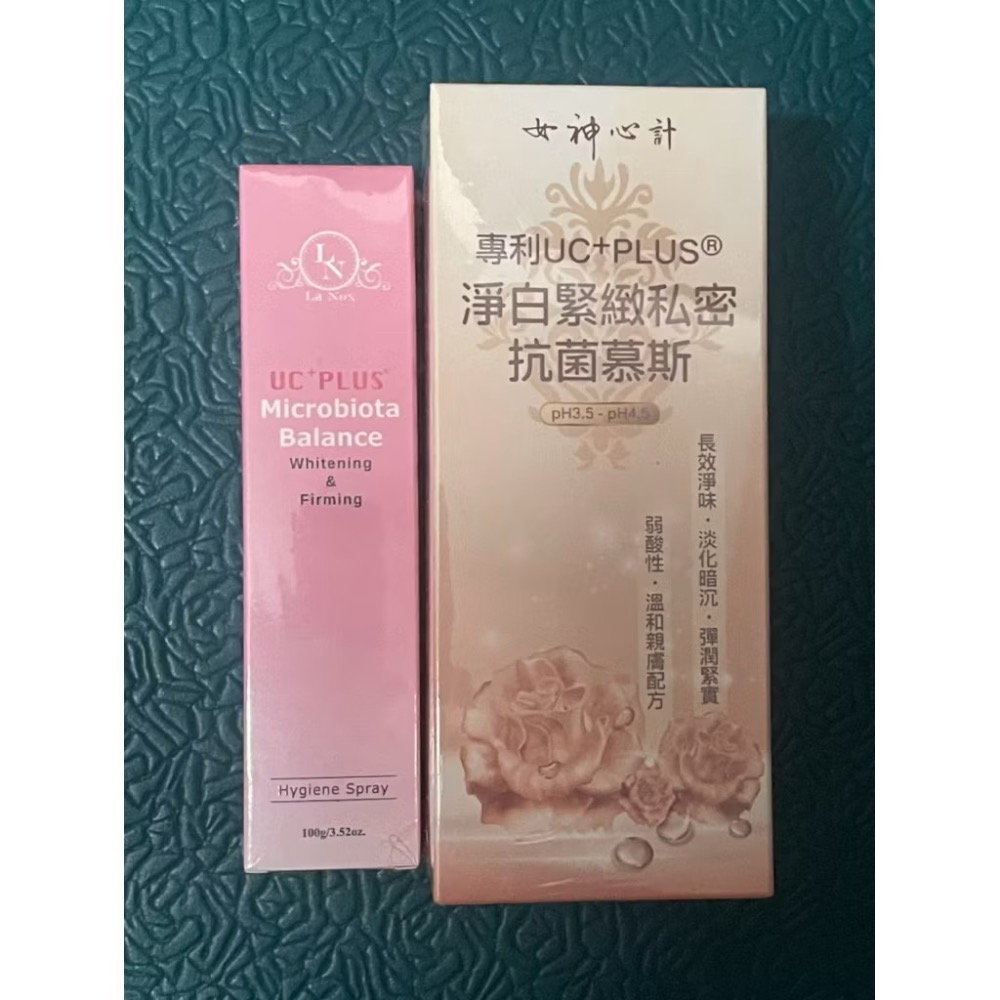 LN
La Nox
UC+PLUS®
Microbiota
Balance
Whitening
&
Firming
Hygiene Spray
100g/3.52oz.
女神心計
專利UC+PLUS®
淨白緊緻私密
抗菌慕斯
pH3.5 - pH4.5
長效淨味・淡化暗沉・彈潤緊實
弱酸性・溫和親膚配方